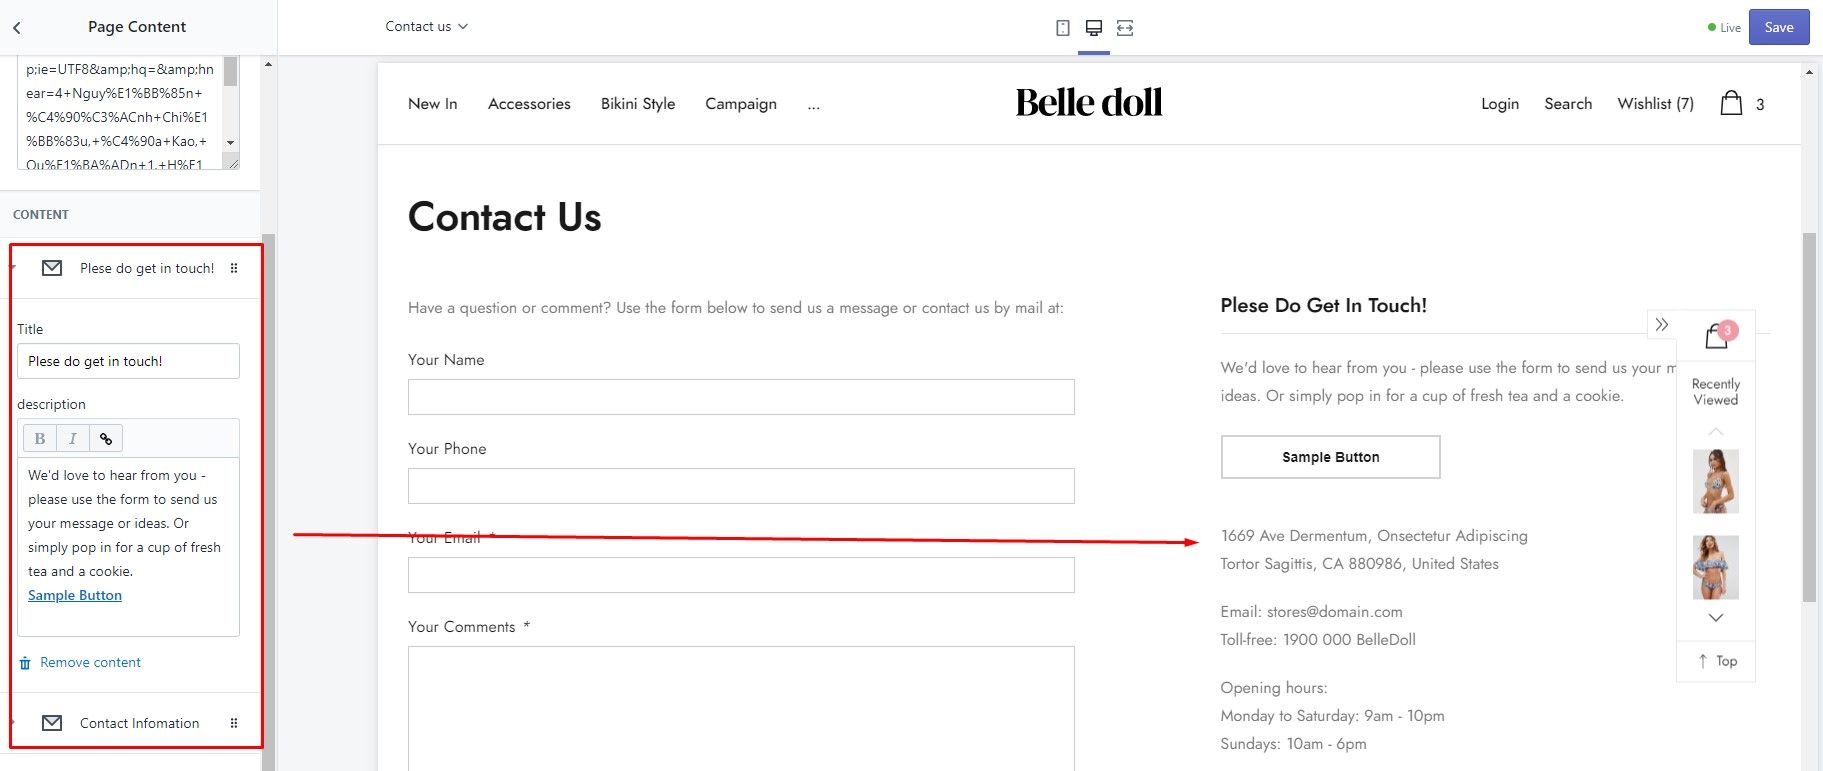 Page Content
Contact us
Live
Save
p;ie=UTF8&amp;hq=&amp;hn
ear=4+Nguy%E1%BB%85n+
%C4%90%C3%ACnh+Chi%E1
%BB%83u,+%C4%90a+Kao,+
Qu%E1%BA%ADn+1,+H%E1
CONTENT
Plese do get in touch!
Title
Plese do get in touch!
description
B I
We'd love to hear from you -
please use the form to send us
your message or ideas. Or
simply pop in for a cup of fresh
tea and a cookie.
Sample Button
Remove content
Contact Infomation
New In
Accessories
Bikini Style
Campaign
...
Belle doll
Login
Search
Wishlist (7)
3
Contact Us
Have a question or comment? Use the form below to send us a message or contact us by mail at:
Your Name
Your Phone
Your Email *
Your Comments *
Plese Do Get In Touch!
We'd love to hear from you - please use the form to send us your m
ideas. Or simply pop in for a cup of fresh tea and a cookie.
Sample Button
1669 Ave Dermentum, Onsectetur Adipiscing
Tortor Sagittis, CA 880986, United States
Email: stores@domain.com
Toll-free: 1900 000 BelleDoll
Opening hours:
Monday to Saturday: 9am - 10pm
Sundays: 10am - 6pm
3
Recently
Viewed
Top